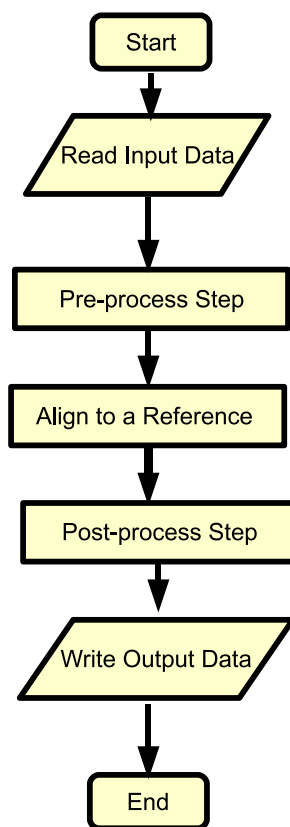 Start
Read Input Data
Pre-process Step
Align to a Reference
Post-process Step
Write Output Data
End